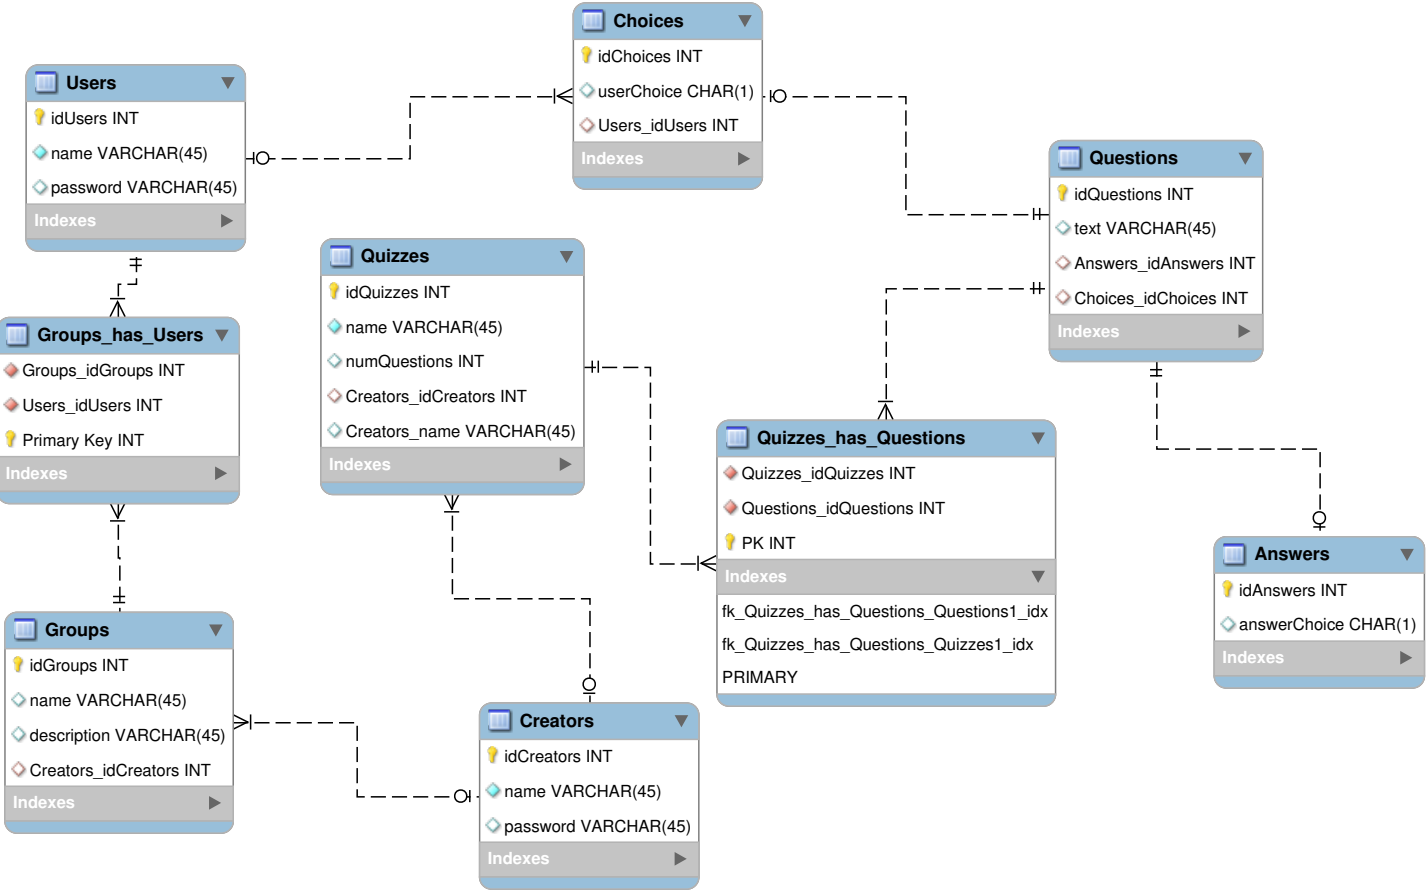 Choices
idChoices INT
userChoice CHAR(1)
Users_idUsers INT
Indexes
Users
idUsers INT
name VARCHAR(45)
password VARCHAR(45)
Indexes
Questions
idQuestions INT
text VARCHAR(45)
Answers_idAnswers INT
Choices_idChoices INT
Indexes
Quizzes
idQuizzes INT
name VARCHAR(45)
numQuestions INT
Creators_idCreators INT
Creators_name VARCHAR(45)
Indexes
Groups_has_Users
Groups_idGroups INT
Users_idUsers INT
Primary Key INT
Indexes
Quizzes_has_Questions
Quizzes_idQuizzes INT
Questions_idQuestions INT
PK INT
Indexes
fk_Quizzes_has_Questions_Questions1_idx
fk_Quizzes_has_Questions_Quizzes1_idx
PRIMARY
Answers
idAnswers INT
answerChoice CHAR(1)
Indexes
Groups
idGroups INT
name VARCHAR(45)
description VARCHAR(45)
Creators_idCreators INT
Indexes
Creators
idCreators INT
name VARCHAR(45)
password VARCHAR(45)
Indexes